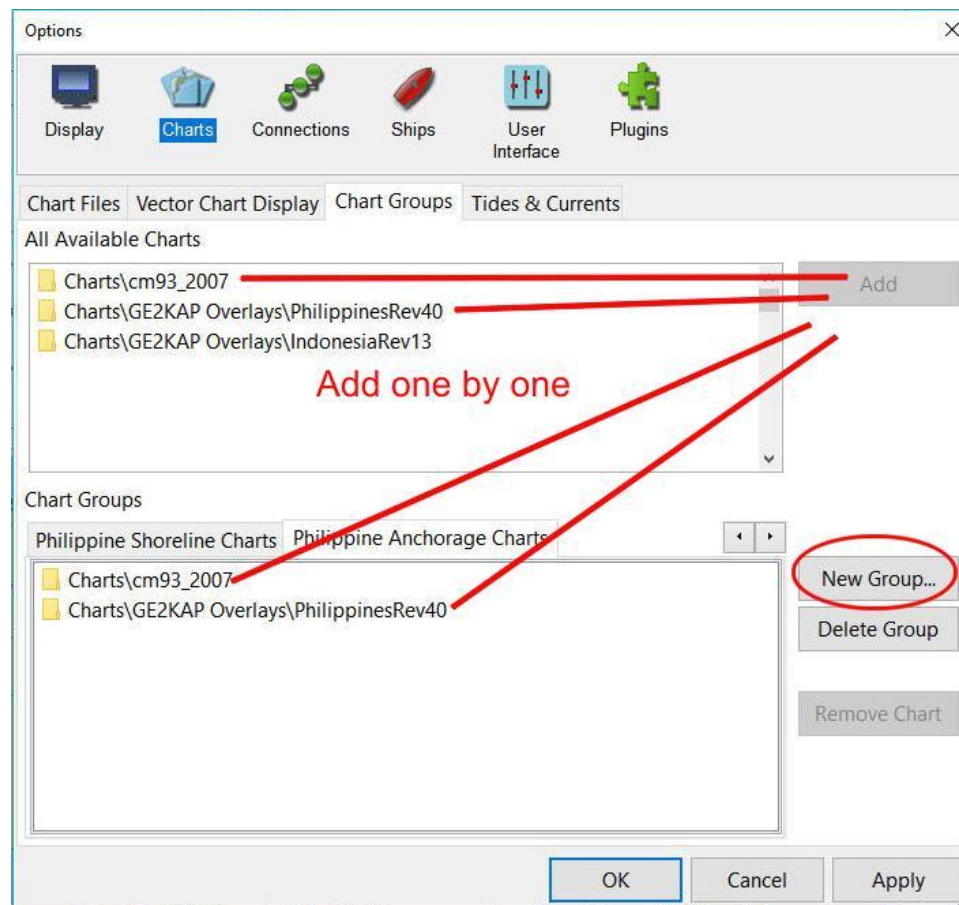 Options
Display
Charts
Connections
Ships
User
Interface
Plugins
Chart Files
Vector Chart Display
Chart Groups
Tides & Currents
All Available Charts
Charts\cm93_2007
Charts\GE2KAP Overlays\PhilippinesRev40
Charts\GE2KAP Overlays\IndonesiaRev13
Add
Add one by one
Chart Groups
Philippine Shoreline Charts
Philippine Anchorage Charts
Charts\cm93_2007
Charts\GE2KAP Overlays\PhilippinesRev40
New Group...
Delete Group
Remove Chart
OK
Cancel
Apply